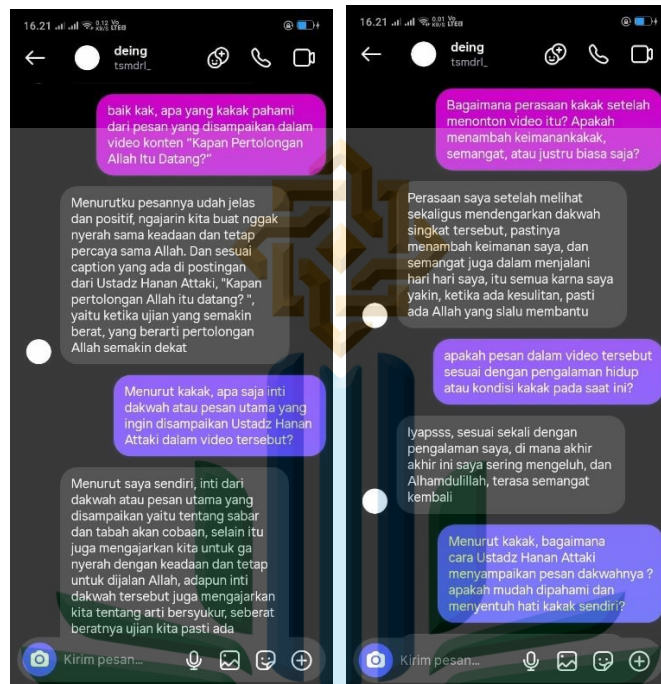 16.21
deing
tsmdrl_
baik kak, apa yang kakak pahami
dari pesan yang disampaikan dalam
video konten "Kapan Pertolongan
Allah Itu Datang?"
Menurutku pesannya udah jelas
dan positif, ngajarin kita buat nggak
nyerah sama keadaan dan tetap
percaya sama Allah. Dan sesuai
caption yang ada di postingan
dari Ustadz Hanan Attaki, "Kapan
pertolongan Allah itu datang? ",
yaitu ketika ujian yang semakin
berat, yang berarti pertolongan
Allah semakin dekat
Menurut kakak, apa saja inti
dakwah atau pesan utama yang
ingin disampaikan Ustadz Hanan
Attaki dalam video tersebut?
Menurut saya sendiri, inti dari
dakwah atau pesan utama yang
disampaikan yaitu tentang sabar
dan tabah akan cobaan, selain itu
juga mengajarkan kita untuk ga
nyerah dengan keadaan dan tetap
untuk dijalan Allah, adapun inti
dakwah tersebut juga mengajarkan
kita tentang arti bersyukur, seberat
beratnya ujian kita pasti ada
Kirim pesan...
16.21
deing
tsmdrl_
Bagaimana perasaan kakak setelah
menonton video itu? Apakah
menambah keimanankakak,
semangat, atau justru biasa saja?
Perasaan saya setelah melihat
sekaligus mendengarkan dakwah
singkat tersebut, pastinya
menambah keimanan saya, dan
semangat juga dalam menjalani
hari hari saya, itu semua karna saya
yakin, ketika ada kesulitan, pasti
ada Allah yang slalu membantu
apakah pesan dalam video tersebut
sesuai dengan pengalaman hidup
atau kondisi kakak pada saat ini?
Iyapsss, sesuai sekali dengan
pengalaman saya, di mana akhir
akhir ini saya sering mengeluh, dan
Alhamdulillah, terasa semangat
kembali
Menurut kakak, bagaimana
cara Ustadz Hanan Attaki
menyampaikan pesan dakwahnya ?
apakah mudah dipahami dan
menyentuh hati kakak sendiri?
Kirim pesan...